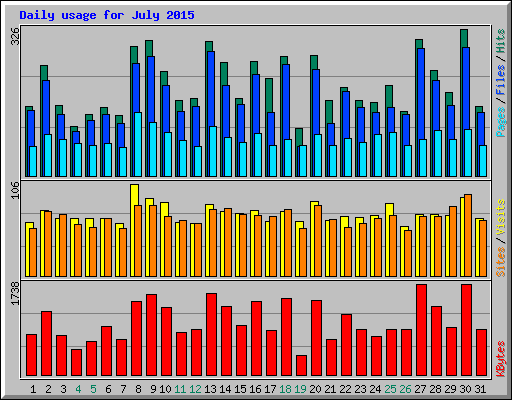 Daily usage for July 2015
326
Pages / Files / Hits
106
Sites / Visits
1738
KBytes
1 2 3 4 5 6 7 8 9 10 11 12 13 14 15 16 17 18 19 20 21 22 23 24 25 26 27 28 29 30 31